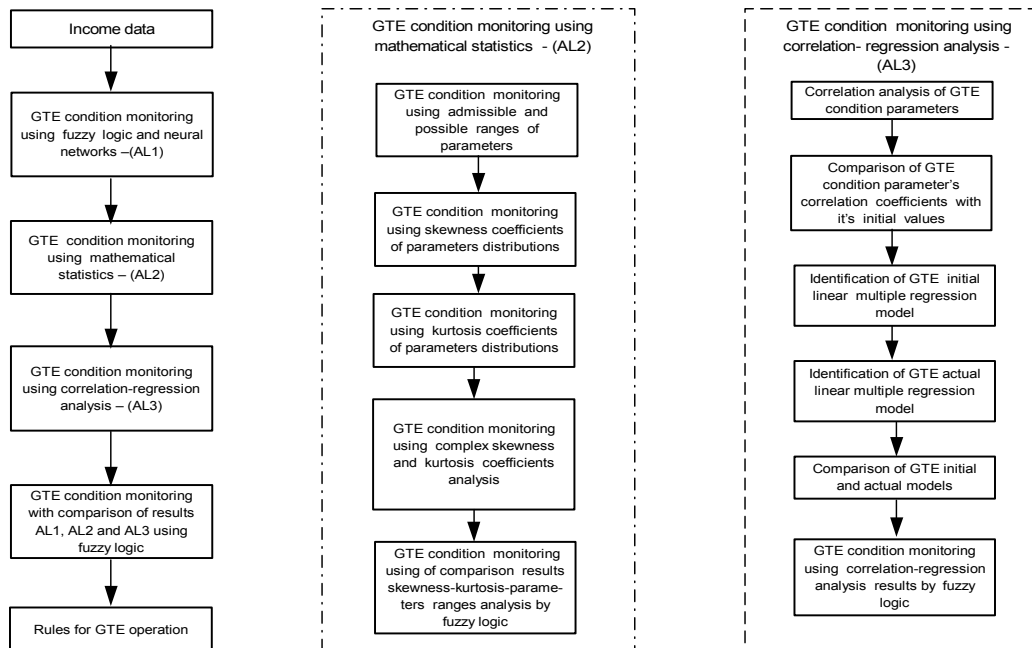 Income data
GTE condition monitoring
using fuzzy logic and neural
networks –(AL1)
GTE condition monitoring
using mathematical
statistics – (AL2)
GTE condition monitoring
using correlation-regression
analysis – (AL3)
GTE condition monitoring
with comparison of results
AL1, AL2 and AL3 using
fuzzy logic
Rules for GTE operation
GTE condition monitoring using
mathematical statistics - (AL2)
GTE condition monitoring
using admissible and
possible ranges of
parameters
GTE condition monitoring
using skewness coefficients
of parameters distributions
GTE condition monitoring
using kurtosis coefficients
of parameters distributions
GTE condition monitoring
using complex skewness
and kurtosis coefficients
analysis
GTE condition monitoring
using of comparison results
skewness-kurtosis-parame-
ters ranges analysis by
fuzzy logic
GTE condition monitoring using
correlation- regression analysis -
(AL3)
Correlation analysis of GTE
condition parameters
Comparison of GTE
condition parameter’s
correlation coefficients with
it’s initial values
Identification of GTE initial
linear multiple regression
model
Identification of GTE actual
linear multiple regression
model
Comparison of GTE initial
and actual models
GTE condition monitoring
using correlation-regression
analysis results by fuzzy
logic